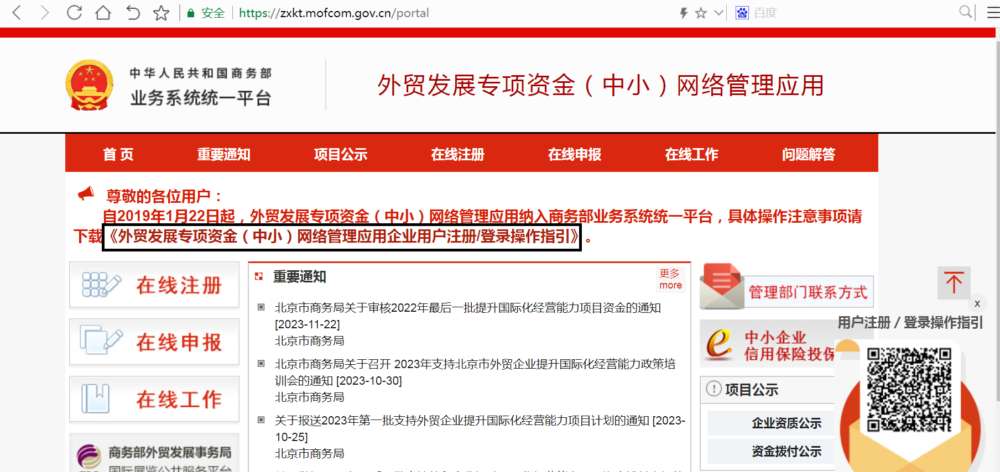 安全
https://zxkt.mofcom.gov.cn/portal
百度
中华人民共和国商务部
业务系统统一平台
外贸发展专项资金（中小）网络管理应用
首 页
重要通知
项目公示
在线注册
在线申报
在线工作
问题解答
尊敬的各位用户：
自2019年1月22日起，外贸发展专项资金（中小）网络管理应用纳入商务部业务系统统一平台，具体操作注意事项请
下载《外贸发展专项资金（中小）网络管理应用企业用户注册/登录操作指引》。
在线注册
在线申报
在线工作
商务部外贸发展事务局
国际展览公共服务平台
重要通知
更多
more
北京市商务局关于审核2022年最后一批提升国际化经营能力项目资金的通知
[2023-11-22]
北京市商务局
北京市商务局关于召开 2023年支持北京市外贸企业提升国际化经营能力政策培
训会的通知 [2023-10-30]
北京市商务局
关于报送2023年第一批支持外贸企业提升国际化经营能力项目计划的通知 [2023-
10-25]
北京市商务局
管理部门联系方式
中小企业
信用保险投保
项目公示
企业资质公示
资金拨付公示
x
用户注册 / 登录操作指引